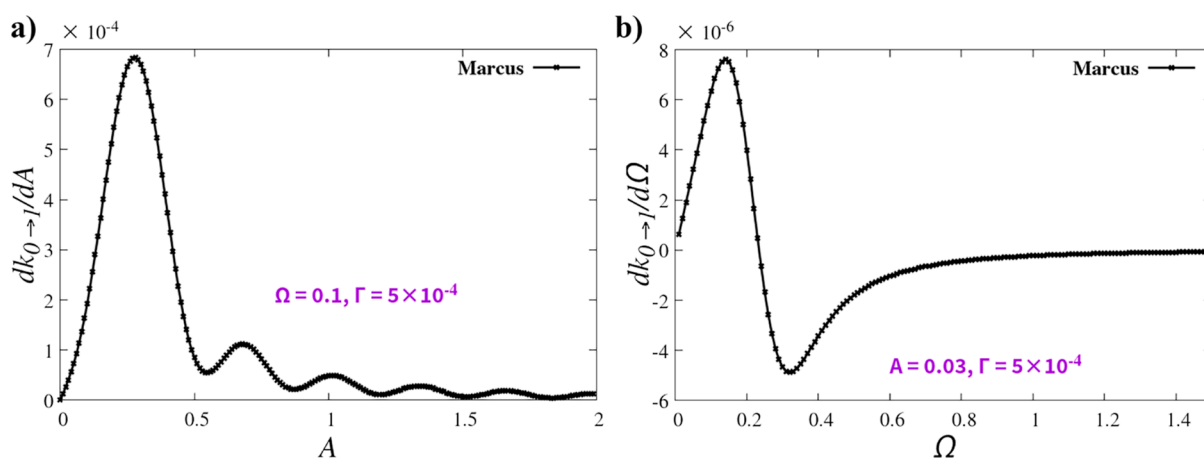 a)
× 10⁻⁴
7
6
5
4
3
2
1
0
dk₀→₁/dA
Marcus
Ω = 0.1, Γ = 5×10⁻⁴
0 0.5 1 1.5 2
A
b)
× 10⁻⁶
8
6
4
2
0
-2
-4
-6
dk₀→₁/dΩ
Marcus
A = 0.03, Γ = 5×10⁻⁴
0 0.2 0.4 0.6 0.8 1 1.2 1.4
Ω